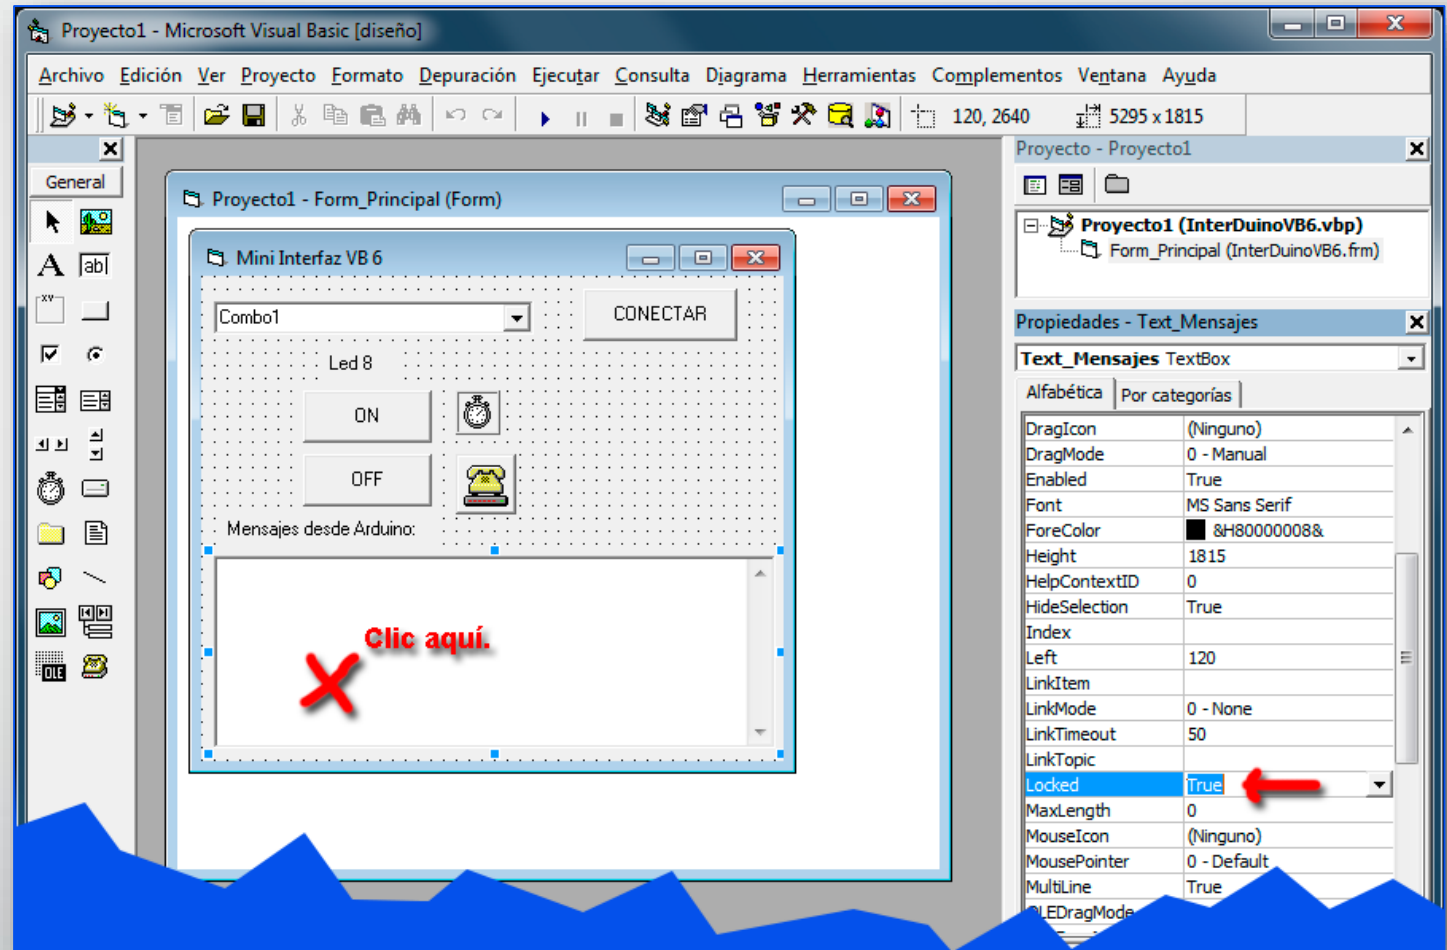 Proyecto1 - Microsoft Visual Basic [diseño]
Archivo Edición Ver Proyecto Formato Depuración Ejecutar Consulta Diagrama Herramientas Complementos Ventana Ayuda
120, 2640 5295 x 1815
General
A ab|
xv
OLE
Proyecto1 - Form_Principal (Form)
Mini Interfaz VB 6
Combo1 CONECTAR
Led 8
ON
OFF
Mensajes desde Arduino:
Clic aquí.
Proyecto - Proyecto1
Proyecto1 (InterDuinoVB6.vbp)
Form_Principal (InterDuinoVB6.frm)
Propiedades - Text_Mensajes
Text_Mensajes TextBox
Alfabética Por categorías
DragIcon (Ninguno)
DragMode 0 - Manual
Enabled True
Font MS Sans Serif
ForeColor &H80000008&
Height 1815
HelpContextID 0
HideSelection True
Index
Left 120
LinkItem
LinkMode 0 - None
LinkTimeout 50
LinkTopic
Locked True
MaxLength 0
MouseIcon (Ninguno)
MousePointer 0 - Default
MultiLine True
OLEDragMode